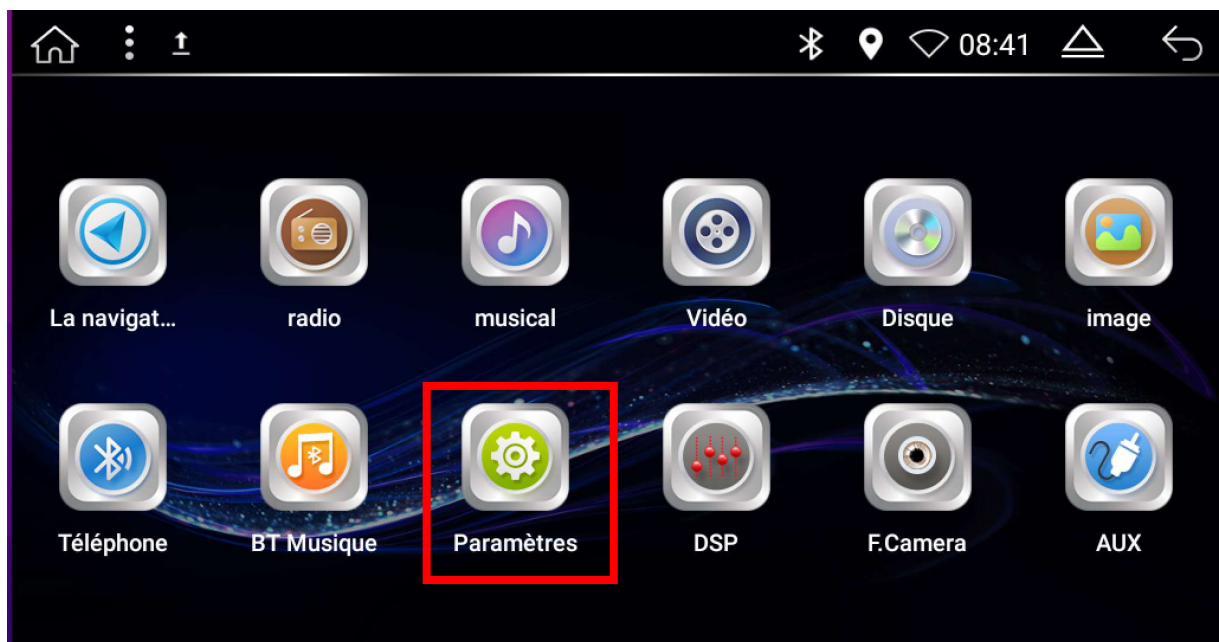 08:41
La navigat...
radio
musical
Vidéo
Disque
image
Téléphone
BT Musique
Paramètres
DSP
F.Camera
AUX